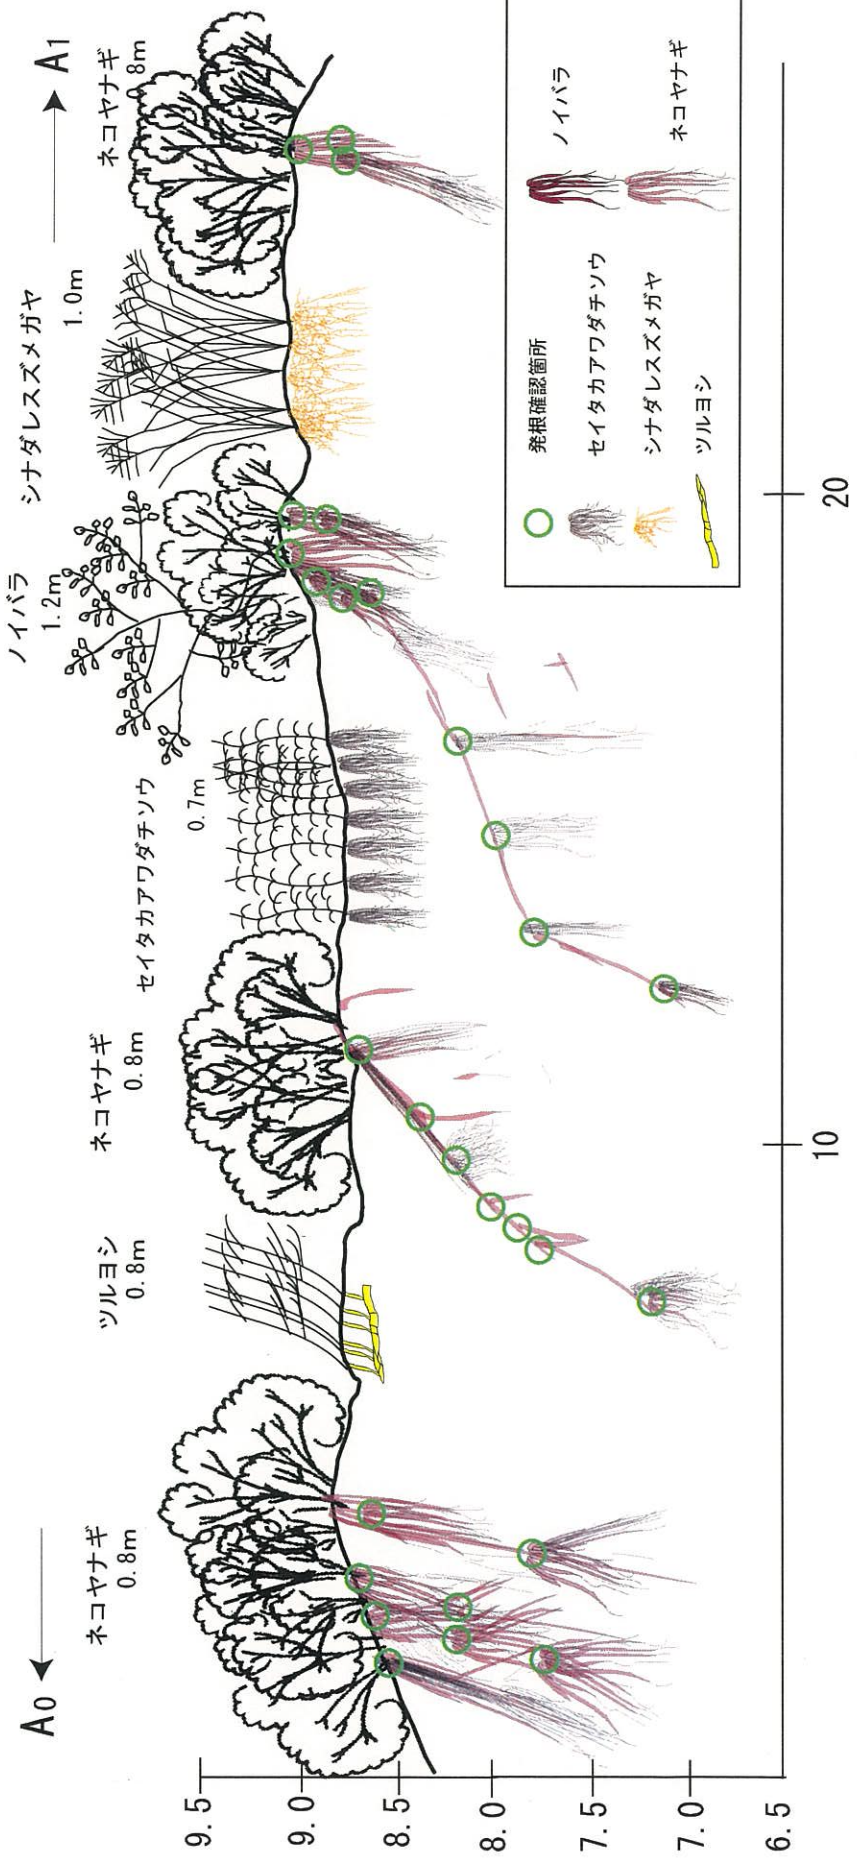 A0
A1
ネコヤナギ
0.8m
ツルヨシ
0.8m
ネコヤナギ
0.8m
セイタカアワダチソウ
0.7m
ノイバラ
1.2m
シナダレスズメガヤ
1.0m
ネコヤナギ
0.8m
9.5
9.0
8.5
8.0
7.5
7.0
6.5
10
20
発根確認箇所
セイタカアワダチソウ
シナダレスズメガヤ
ツルヨシ
ノイバラ
ネコヤナギ